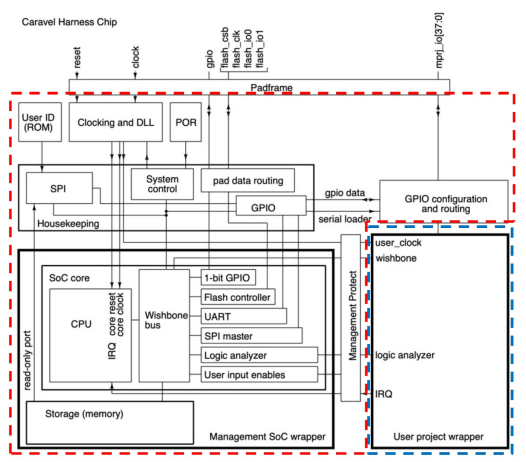 Caravel Harness Chip
reset
clock
gpio
flash_csb
flash_clk
flash_io0
flash_io1
mprj_io[37:0]
Padframe
User ID
(ROM)
Clocking and DLL
POR
SPI
System
control
pad data routing
GPIO
Housekeeping
gpio data
serial loader
GPIO configuration
and routing
user_clock
wishbone
Management Protect
logic analyzer
IRQ
User project wrapper
read-only port
SoC core
CPU
IRQ
core reset
core clock
Wishbone
bus
1-bit GPIO
Flash controller
UART
SPI master
Logic analyzer
User input enables
Storage (memory)
Management SoC wrapper